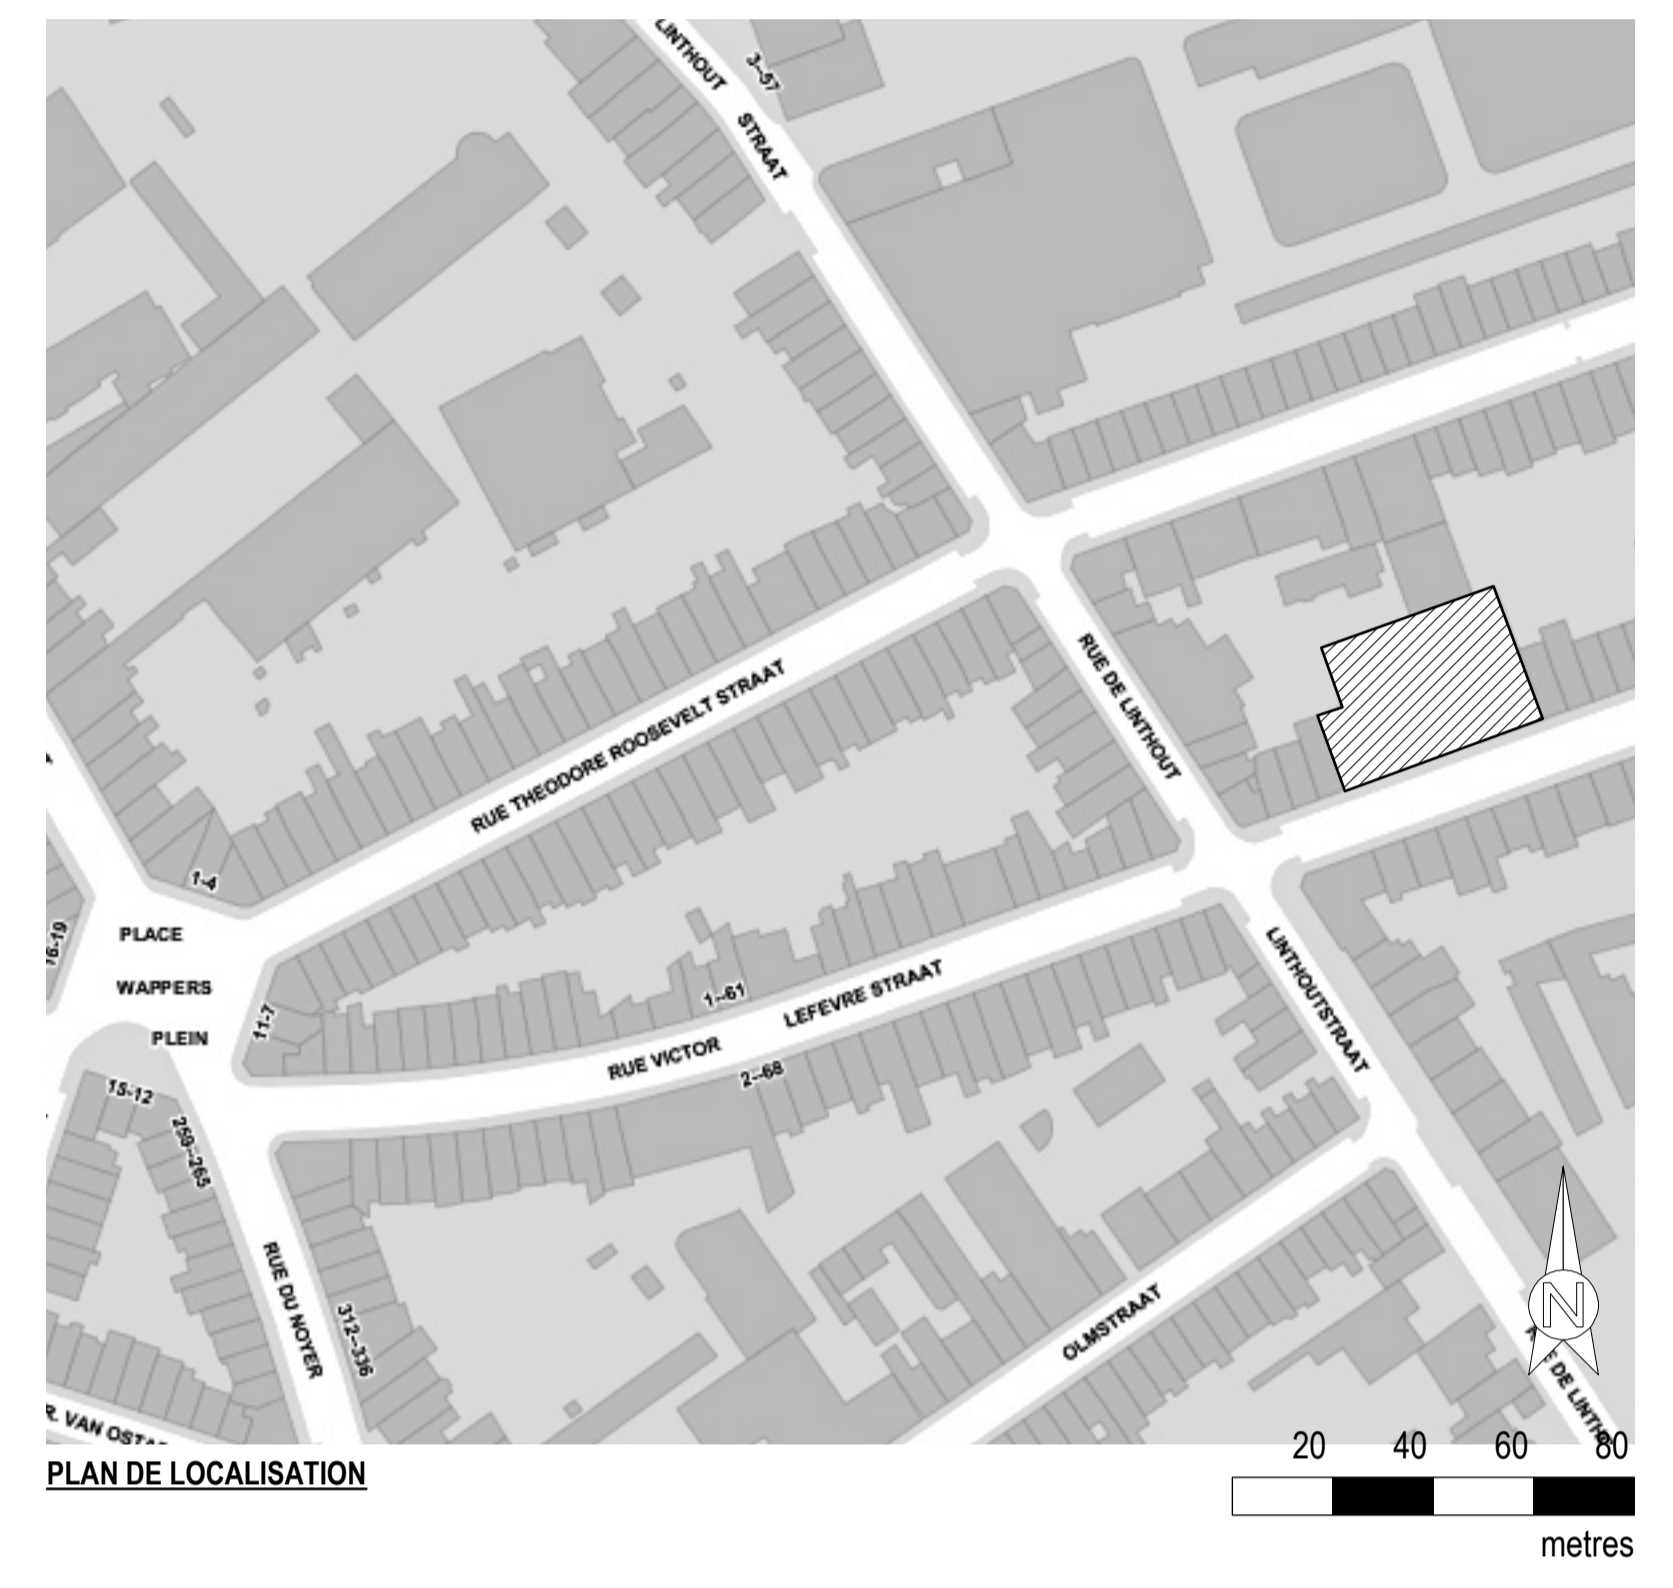 LINTHOUT
STRAAT
3--57
RUE DE LINTHOUT
RUE THEODORE ROOSEVELT STRAAT
1-4
PLACE
WAPPERS
PLEIN
16-19
11-7
1--61
LEFEVRE STRAAT
RUE VICTOR
2--68
LINTHOUTSTRAAT
15-12
259--265
RUE DU NOYER
312--336
OLMSTRAAT
N
DE LINTHO
R. VAN OSTA
20 40 60 80
PLAN DE LOCALISATION
metres